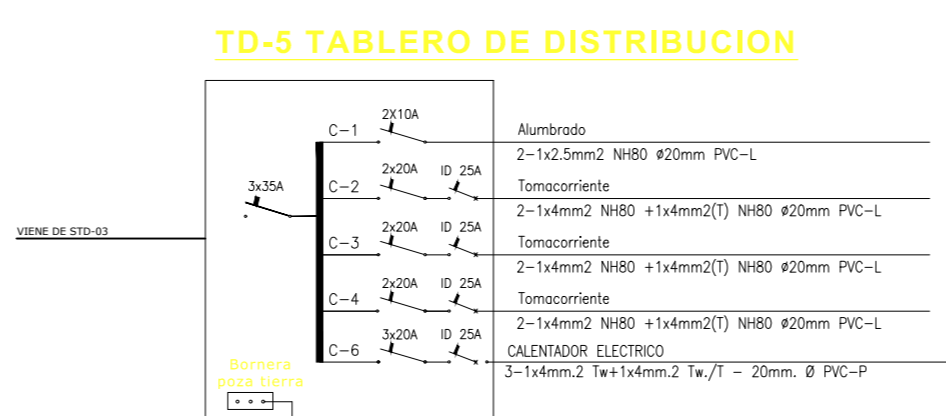 TD-5 TABLERO DE DISTRIBUCION
2X10A
C-1
Alumbrado
2-1x2.5mm2 NH80 ø20mm PVC-L
3x35A
2x20A
ID 25A
C-2
Tomacorriente
2-1x4mm2 NH80 +1x4mm2(T) NH80 ø20mm PVC-L
VIENE DE STD-03
2x20A
ID 25A
C-3
Tomacorriente
2-1x4mm2 NH80 +1x4mm2(T) NH80 ø20mm PVC-L
2x20A
ID 25A
C-4
Tomacorriente
2-1x4mm2 NH80 +1x4mm2(T) NH80 ø20mm PVC-L
3x20A
ID 25A
C-6
CALENTADOR ELECTRICO
3-1x4mm.2 Tw+1x4mm.2 Tw./T - 20mm. Ø PVC-P
Bornera
poza tierra